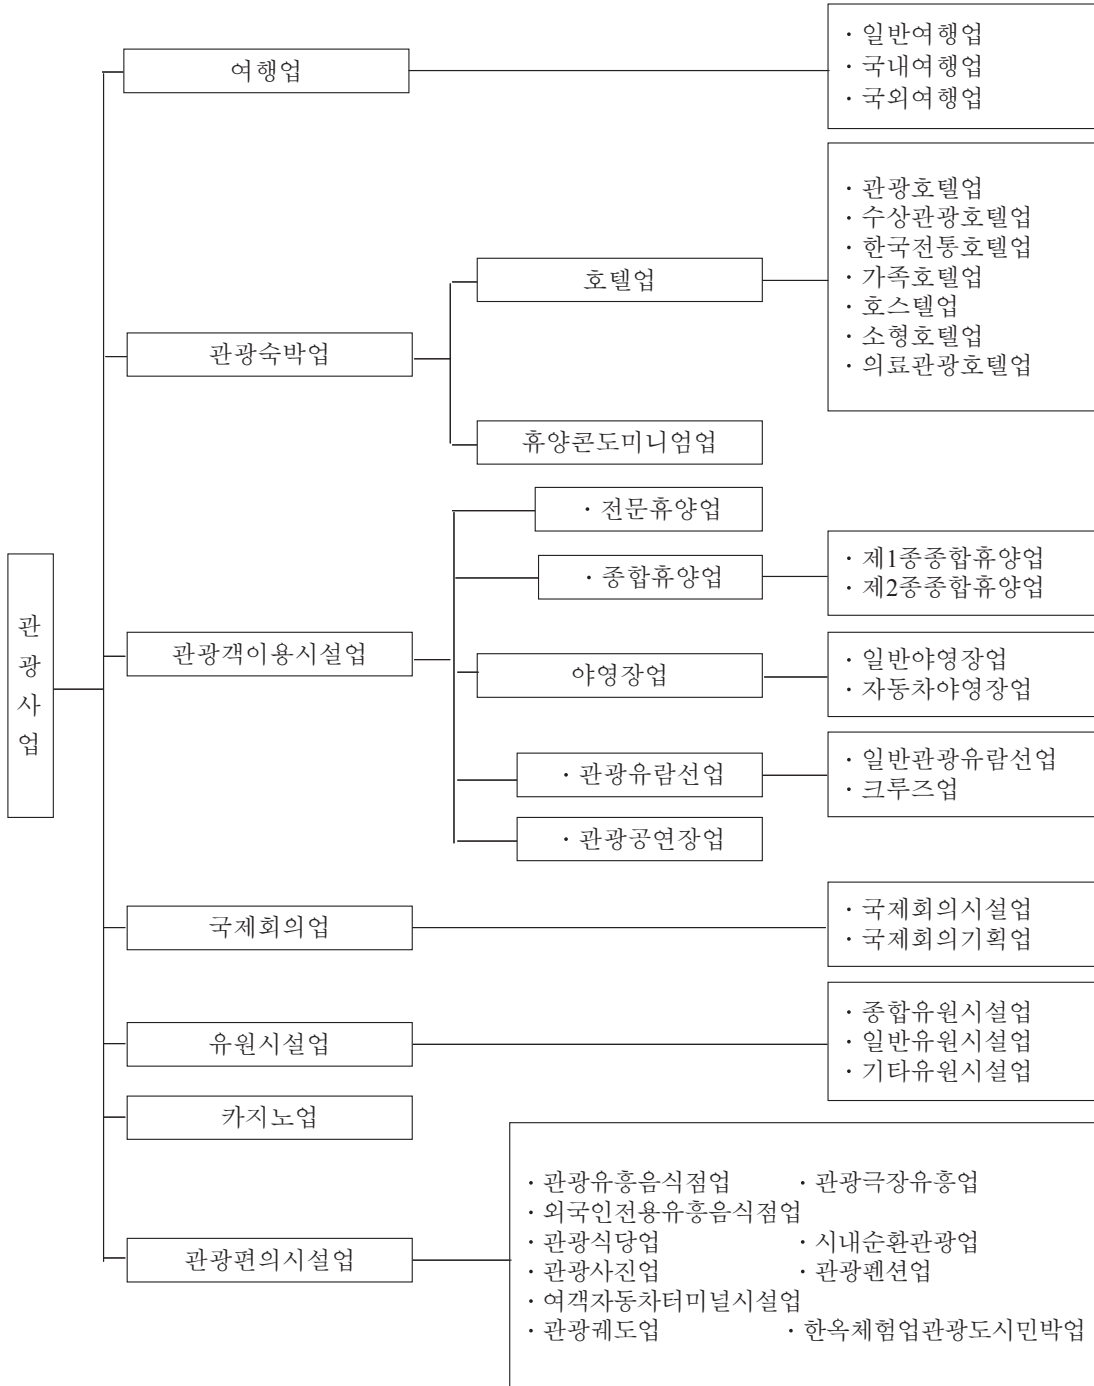 관광사업
여행업
· 일반여행업
· 국내여행업
· 국외여행업
관광숙박업
호텔업
· 관광호텔업
· 수상관광호텔업
· 한국전통호텔업
· 가족호텔업
· 호스텔업
· 소형호텔업
· 의료관광호텔업
휴양콘도미니엄업
관광객이용시설업
· 전문휴양업
· 종합휴양업
· 제1종종합휴양업
· 제2종종합휴양업
야영장업
· 일반야영장업
· 자동차야영장업
· 관광유람선업
· 일반관광유람선업
· 크루즈업
· 관광공연장업
국제회의업
· 국제회의시설업
· 국제회의기획업
유원시설업
· 종합유원시설업
· 일반유원시설업
· 기타유원시설업
카지노업
관광편의시설업
· 관광유흥음식점업 · 관광극장유흥업
· 외국인전용유흥음식점업
· 관광식당업 · 시내순환관광업
· 관광사진업 · 관광펜션업
· 여객자동차터미널시설업
· 관광궤도업 · 한옥체험업관광도시민박업